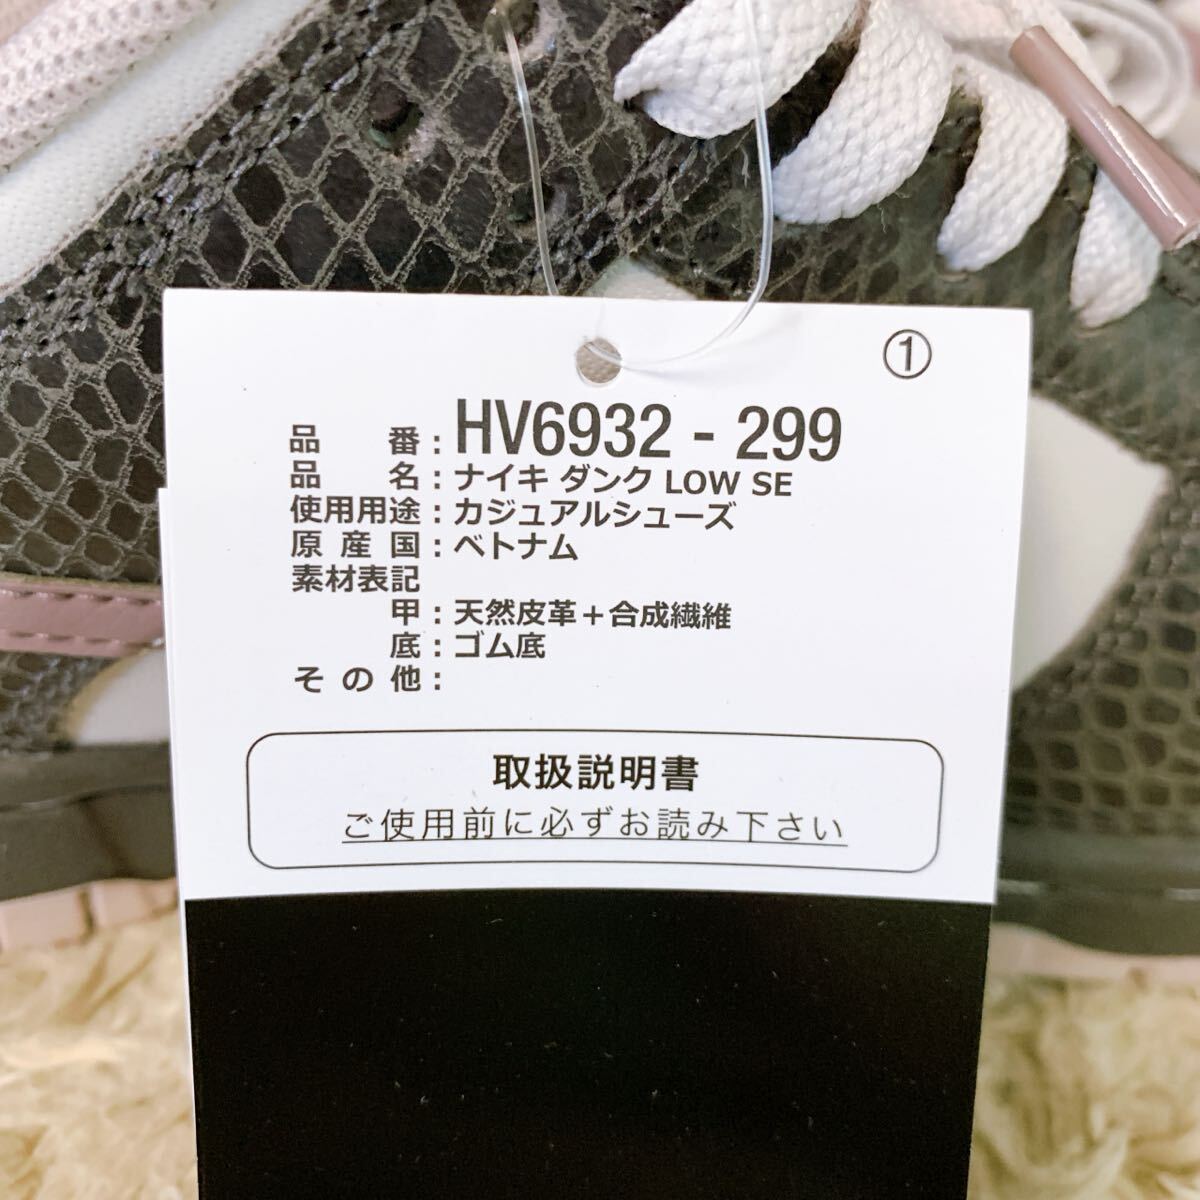 ①
品番：HV6932 - 299
品名：ナイキ ダンク LOW SE
使用用途：カジュアルシューズ
原産国：ベトナム
素材表記
甲：天然皮革＋合成繊維
底：ゴム底
その他：
取扱説明書
ご使用前に必ずお読み下さい